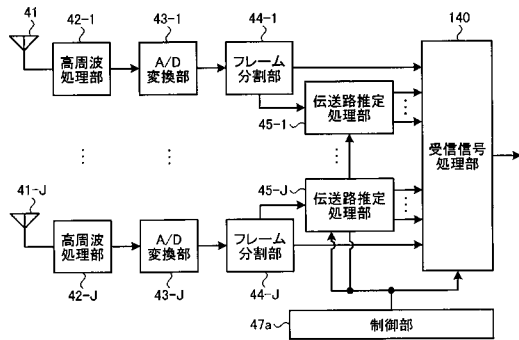 41
42-1
43-1
44-1
140
高周波
処理部
A/D
変換部
フレーム
分割部
伝送路推定
処理部
45-1
受信信号
処理部
41-J
45-J
伝送路推定
処理部
高周波
処理部
A/D
変換部
フレーム
分割部
42-J
43-J
44-J
47a
制御部